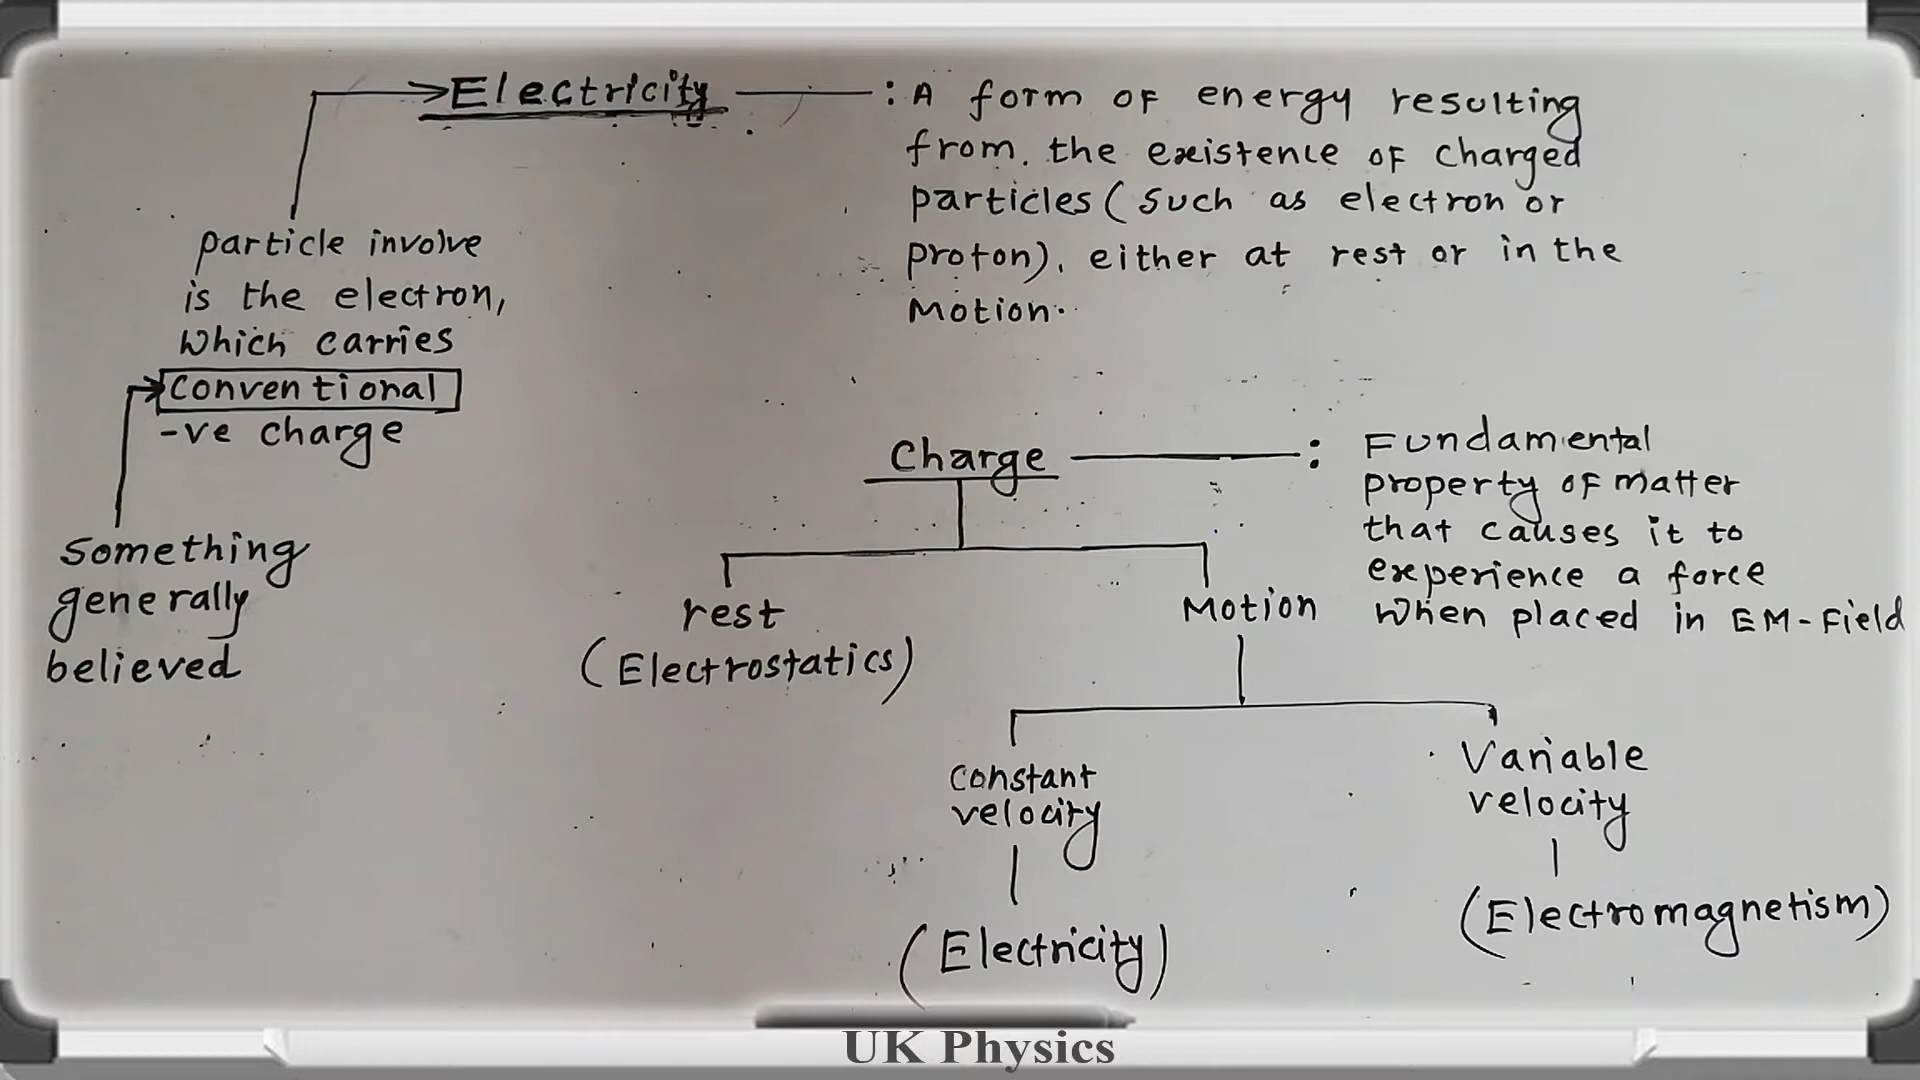 Electricity : A form of energy resulting
from. the existence of charged
particles (such as electron or
proton), either at rest or in the
Motion.
particle involve
is the electron,
which carries
conventional
-ve charge
something
generally
believed
Charge : Fundamental
property of matter
that causes it to
experience a force
when placed in EM-Field
rest
(Electrostatics)
Motion
constant
velocity
(Electricity)
Variable
velocity
(Electromagnetism)
UK Physics